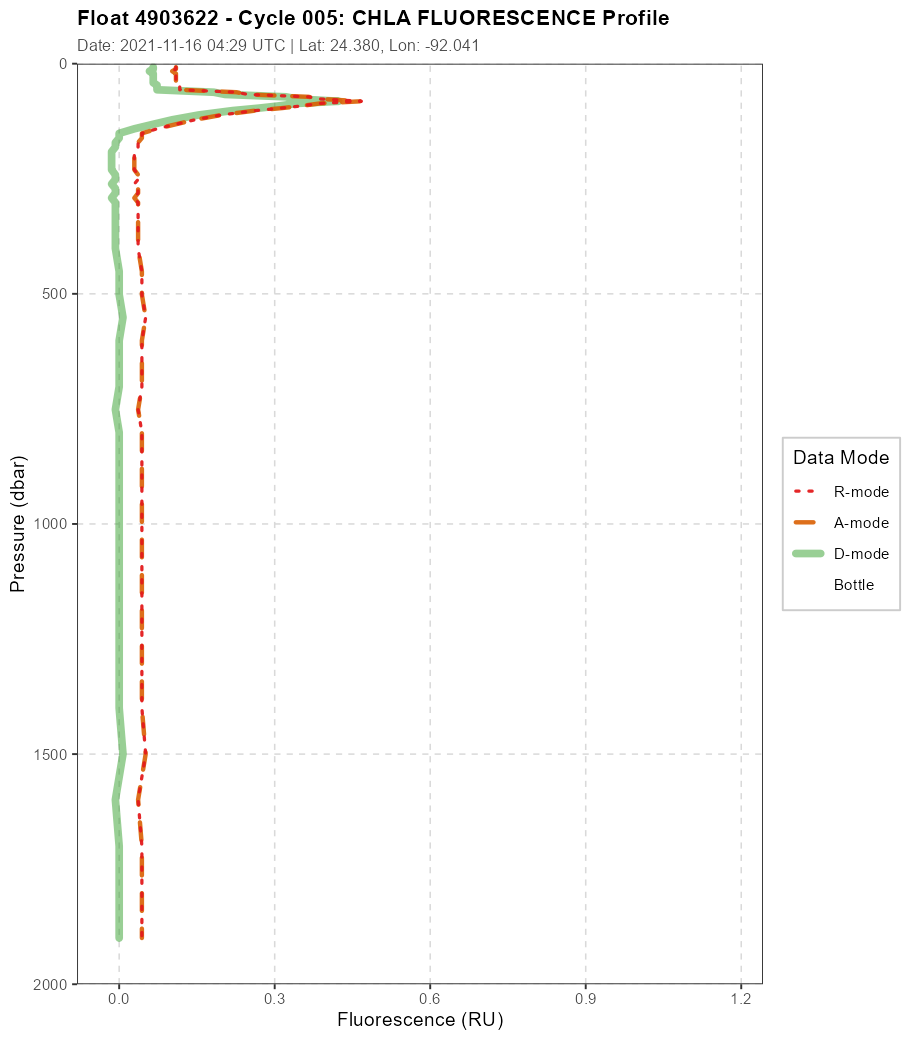 Float 4903622 - Cycle 005: CHLA FLUORESCENCE Profile
Date: 2021-11-16 04:29 UTC | Lat: 24.380, Lon: -92.041
0
500
1000
1500
2000
Pressure (dbar)
0.0
0.3
0.6
0.9
1.2
Fluorescence (RU)
Data Mode
R-mode
A-mode
D-mode
Bottle